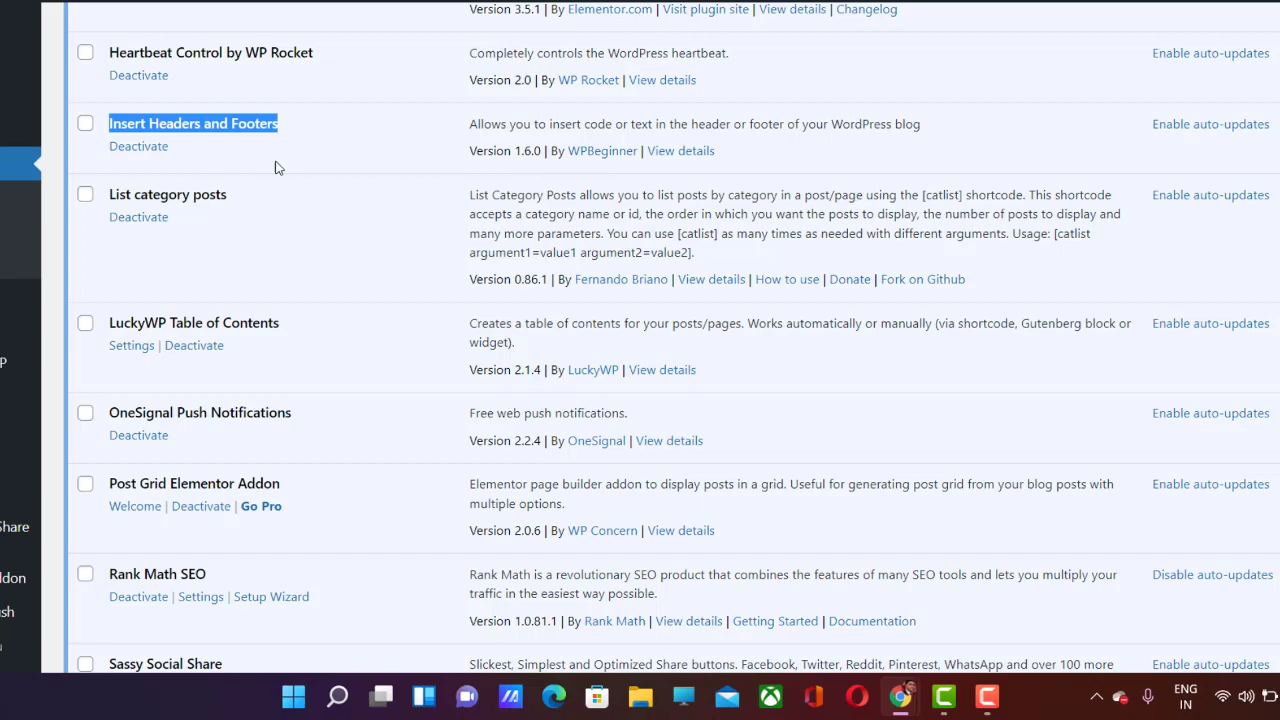 Version 3.5.1 | By Elementor.com | Visit plugin site | View details | Changelog
Heartbeat Control by WP Rocket
Completely controls the WordPress heartbeat.
Enable auto-updates
Deactivate
Version 2.0 | By WP Rocket | View details
Insert Headers and Footers
Allows you to insert code or text in the header or footer of your WordPress blog
Enable auto-updates
Deactivate
Version 1.6.0 | By WPBeginner | View details
List category posts
List Category Posts allows you to list posts by category in a post/page using the [catlist] shortcode. This shortcode
Enable auto-updates
Deactivate
accepts a category name or id, the order in which you want the posts to display, the number of posts to display and
many more parameters. You can use [catlist] as many times as needed with different arguments. Usage: [catlist
argument1=value1 argument2=value2].
Version 0.86.1 | By Fernando Briano | View details | How to use | Donate | Fork on Github
LuckyWP Table of Contents
Creates a table of contents for your posts/pages. Works automatically or manually (via shortcode, Gutenberg block or
Enable auto-updates
Settings | Deactivate
widget).
Version 2.1.4 | By LuckyWP | View details
P
OneSignal Push Notifications
Free web push notifications.
Enable auto-updates
Deactivate
Version 2.2.4 | By OneSignal | View details
Post Grid Elementor Addon
Elementor page builder addon to display posts in a grid. Useful for generating post grid from your blog posts with
Enable auto-updates
Welcome | Deactivate | Go Pro
multiple options.
Version 2.0.6 | By WP Concern | View details
Share
Rank Math SEO
Rank Math is a revolutionary SEO product that combines the features of many SEO tools and lets you multiply your
Disable auto-updates
ddon
Deactivate | Settings | Setup Wizard
traffic in the easiest way possible.
Version 1.0.81.1 | By Rank Math | View details | Getting Started | Documentation
sh
Sassy Social Share
Slickest, Simplest and Optimized Share buttons. Facebook, Twitter, Reddit, Pinterest, WhatsApp and over 100 more
Enable auto-updates
ENG
IN